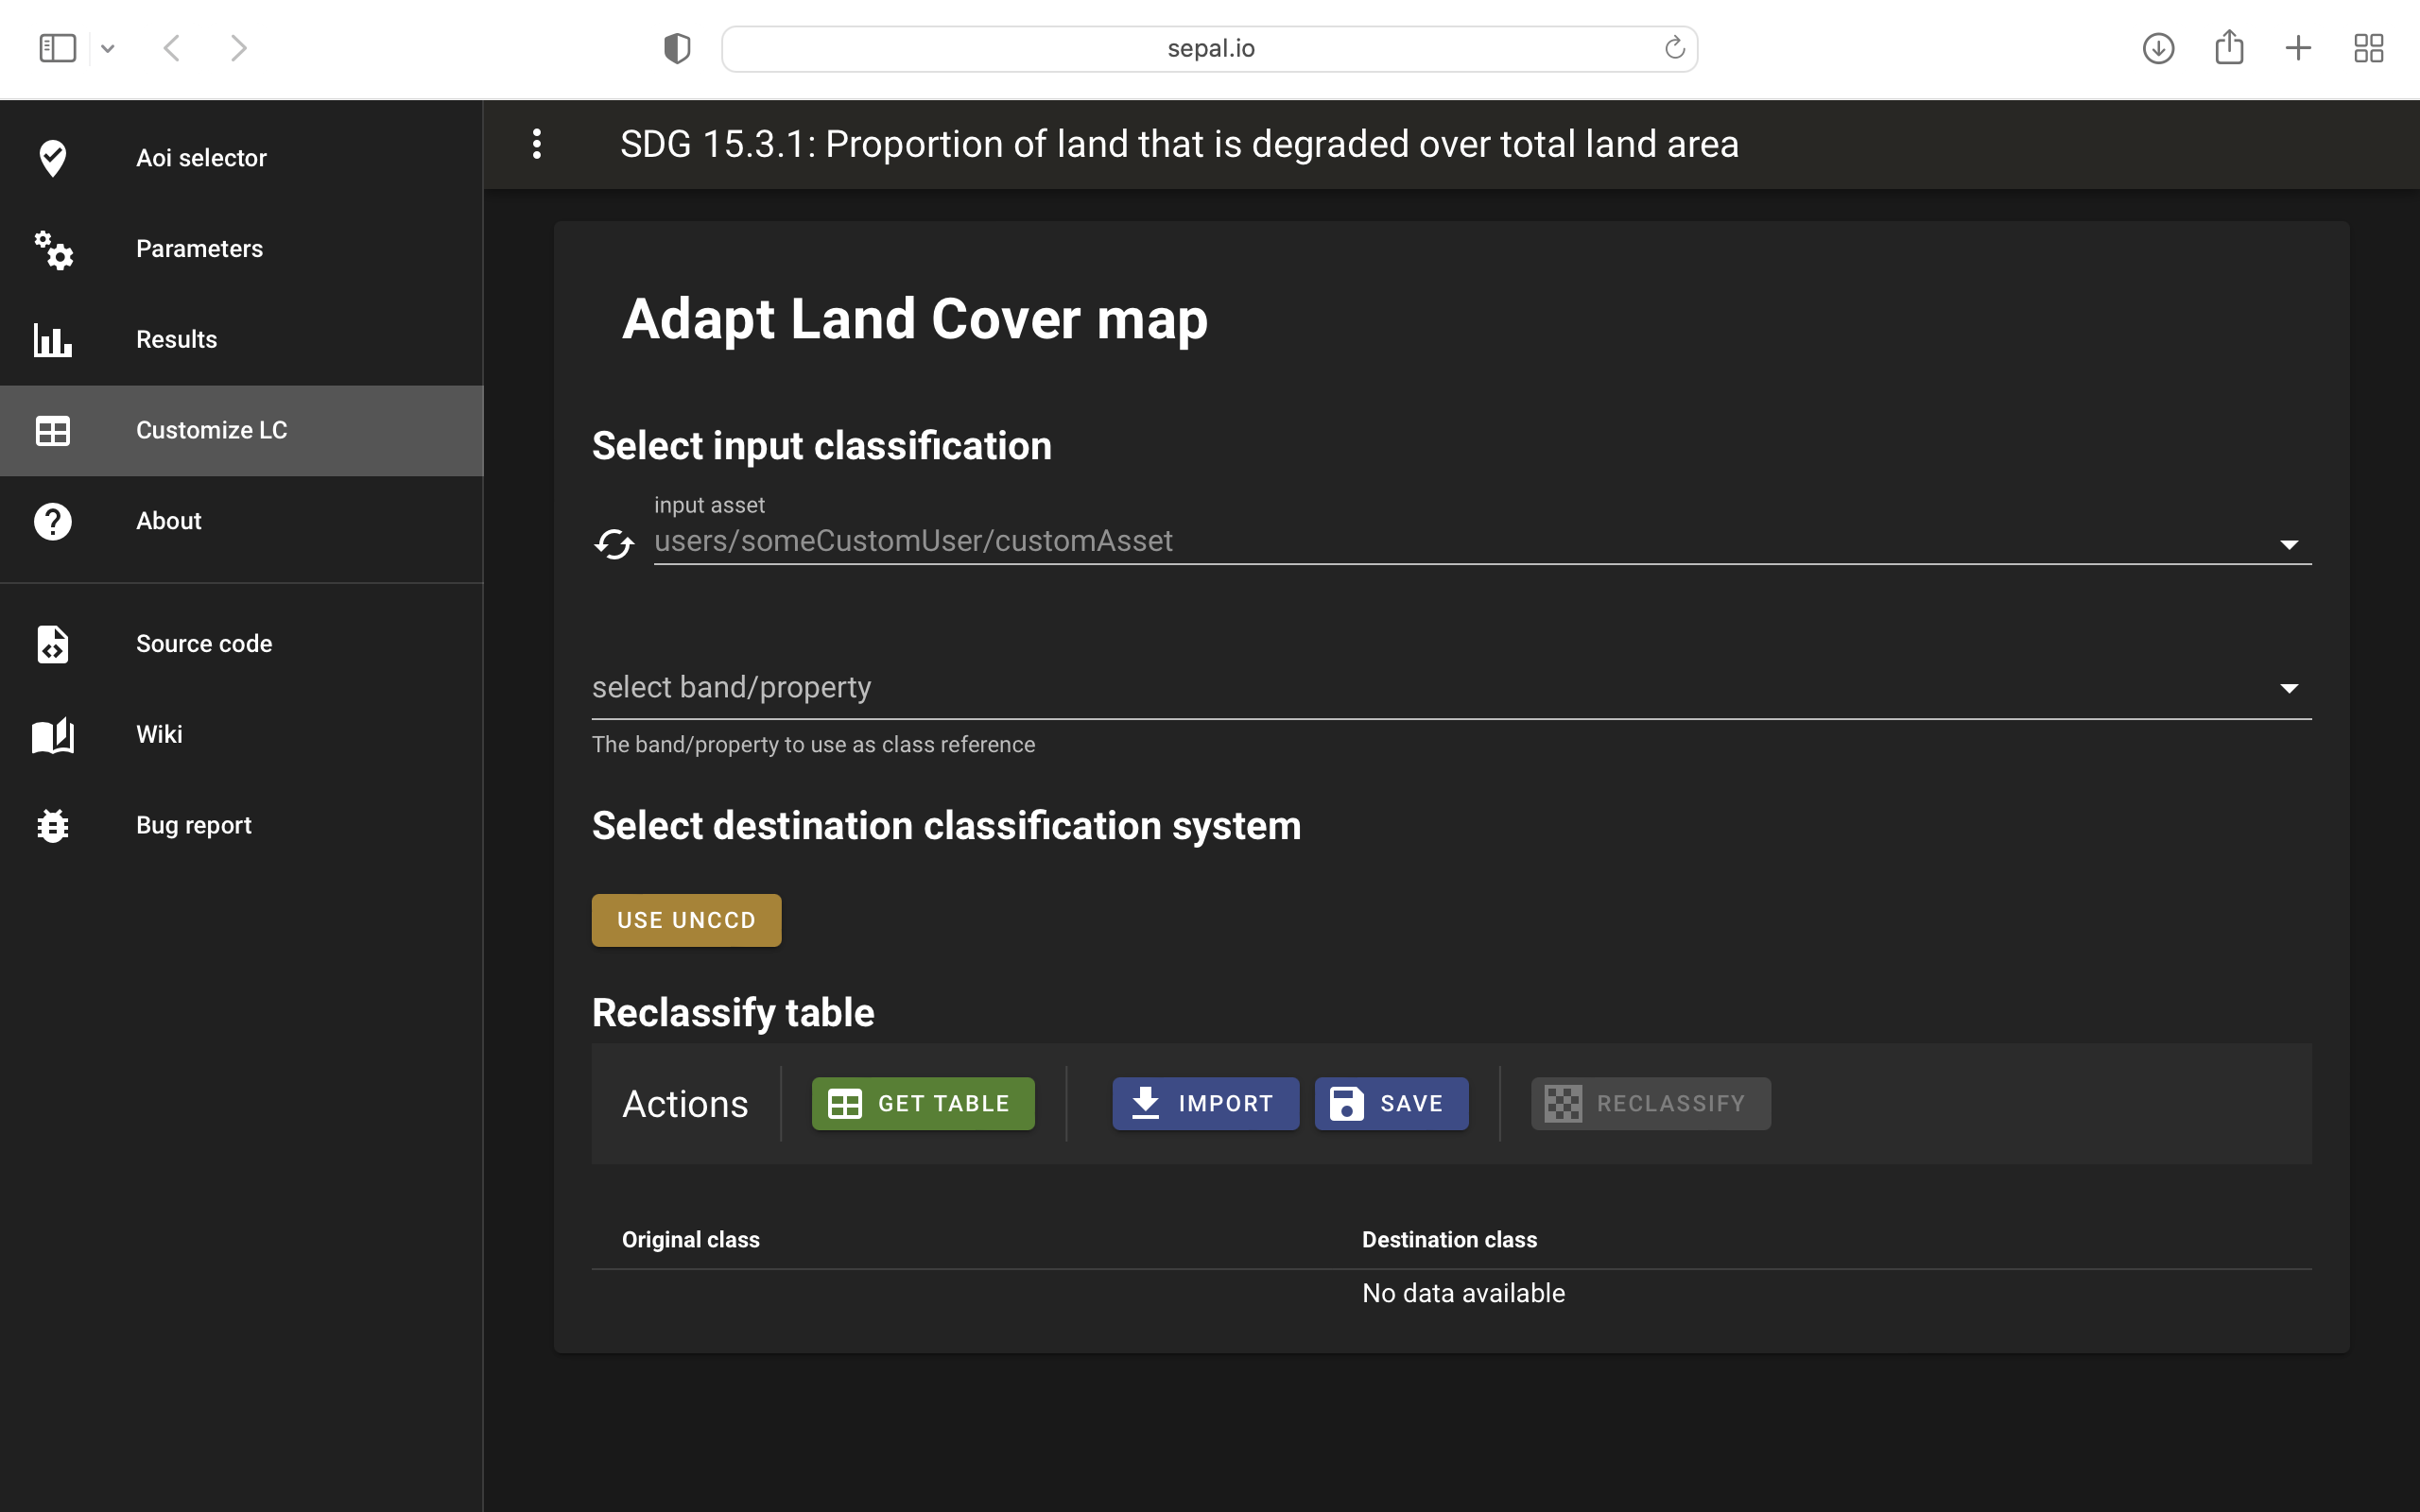 sepal.io
Aoi selector
Parameters
Results
Customize LC
About
Source code
Wiki
Bug report
SDG 15.3.1: Proportion of land that is degraded over total land area
Adapt Land Cover map
Select input classification
input asset
users/someCustomUser/customAsset
select band/property
The band/property to use as class reference
Select destination classification system
USE UNCCD
Reclassify table
Actions GET TABLE IMPORT SAVE RECLASSIFY
Original class Destination class
No data available